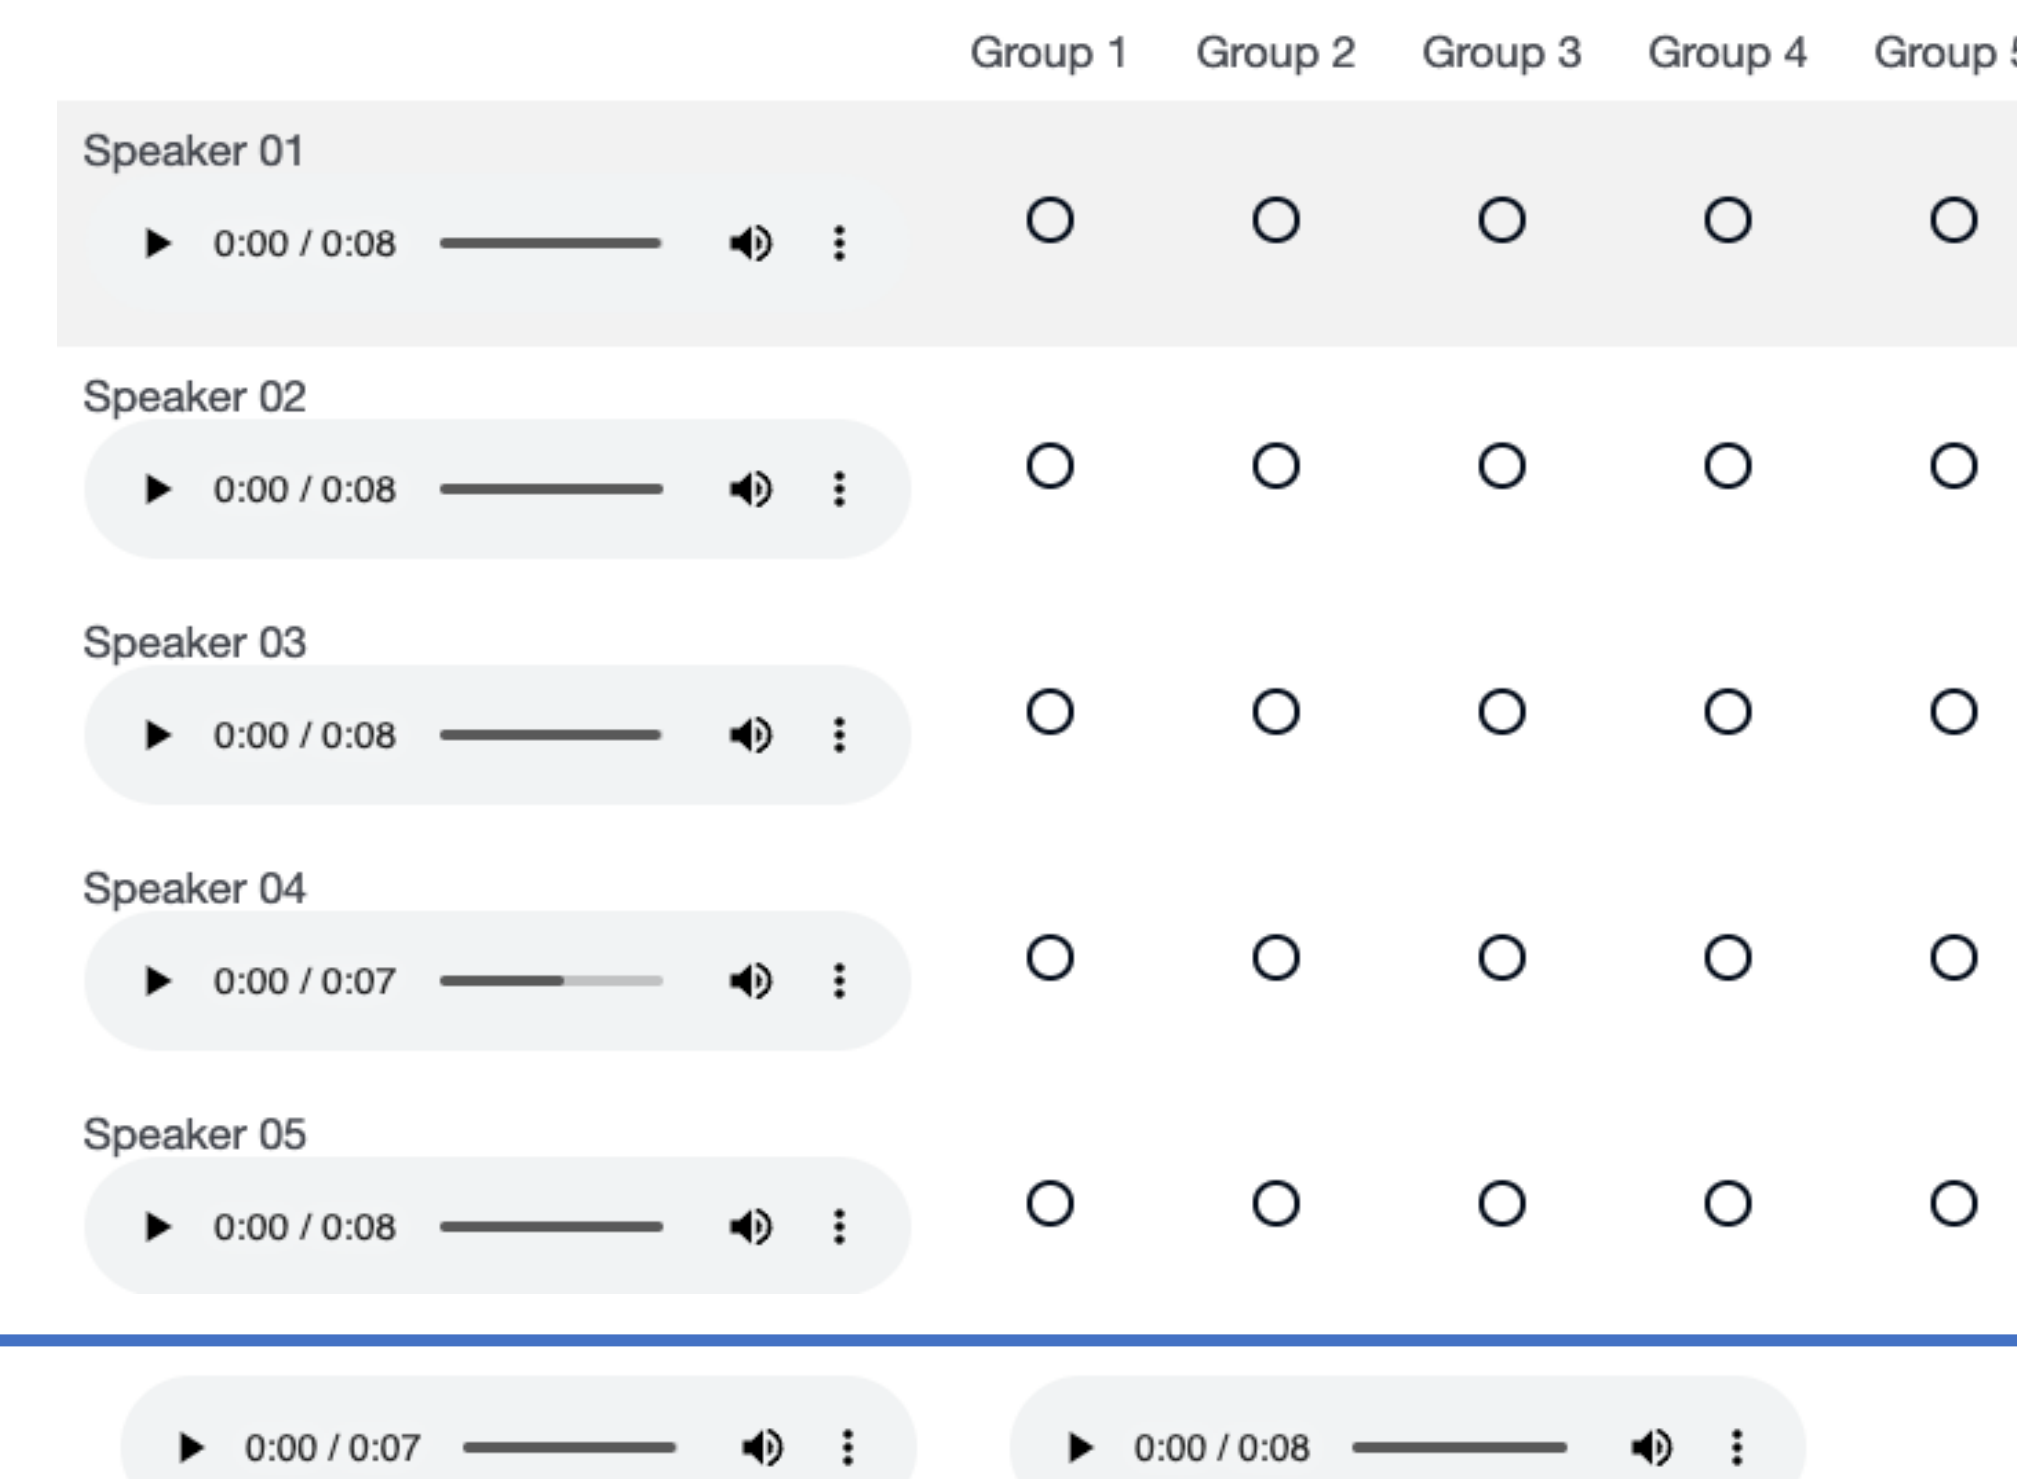 Group 1 Group 2 Group 3 Group 4 Group
Speaker 01
0:00 / 0:08
Speaker 02
0:00 / 0:08
Speaker 03
0:00 / 0:08
Speaker 04
0:00 / 0:07
Speaker 05
0:00 / 0:08
0:00 / 0:07 0:00 / 0:08